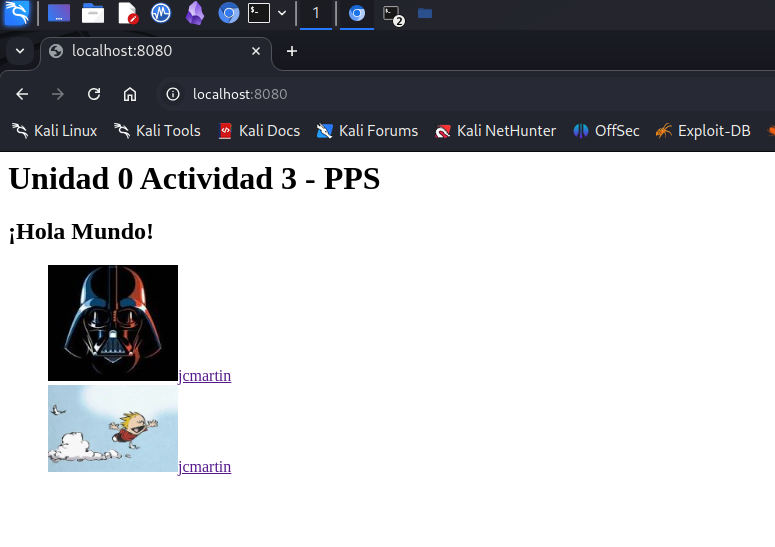 1
2
localhost:8080
localhost:8080
Kali Linux Kali Tools Kali Docs Kali Forums Kali NetHunter OffSec Exploit-DB
Unidad 0 Actividad 3 - PPS
¡Hola Mundo!
jcmartin
jcmartin